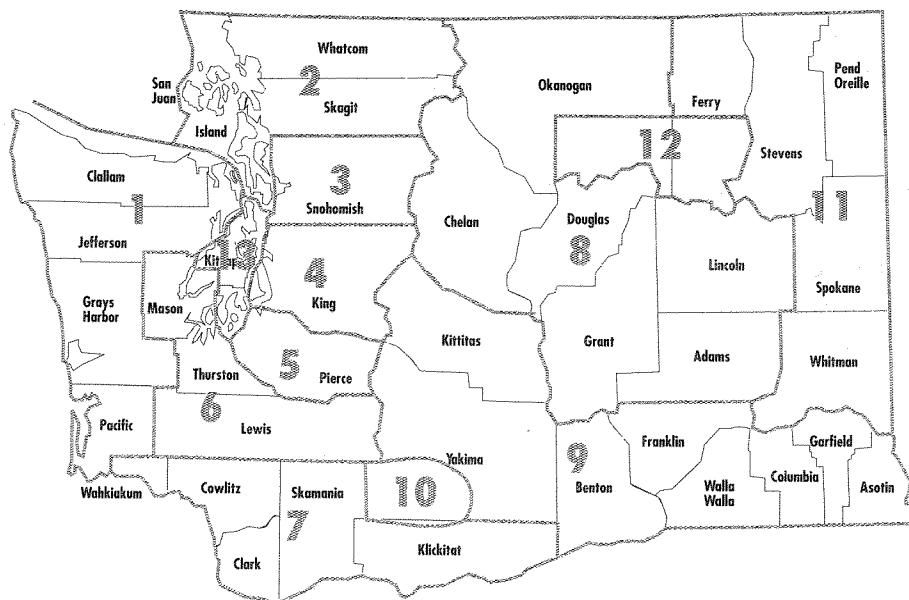 Whatcom
2
San
Juan
Skagit
Island
Okanogan
Ferry
Pend
Oreille
12
Stevens
Clallam
1
3
Snohomish
Chelan
Douglas
8
11
Jefferson
Kitsap
13
4
King
Lincoln
Spokane
Grays
Harbor
Mason
Kittitas
Grant
Adams
Whitman
Thurston
5
Pierce
6
Pacific
Lewis
Yakima
9
Franklin
Garfield
Benton
Columbia
Asotin
Walla
Walla
Wahkiakum
Cowlitz
Skamania
10
7
Clark
Klickitat